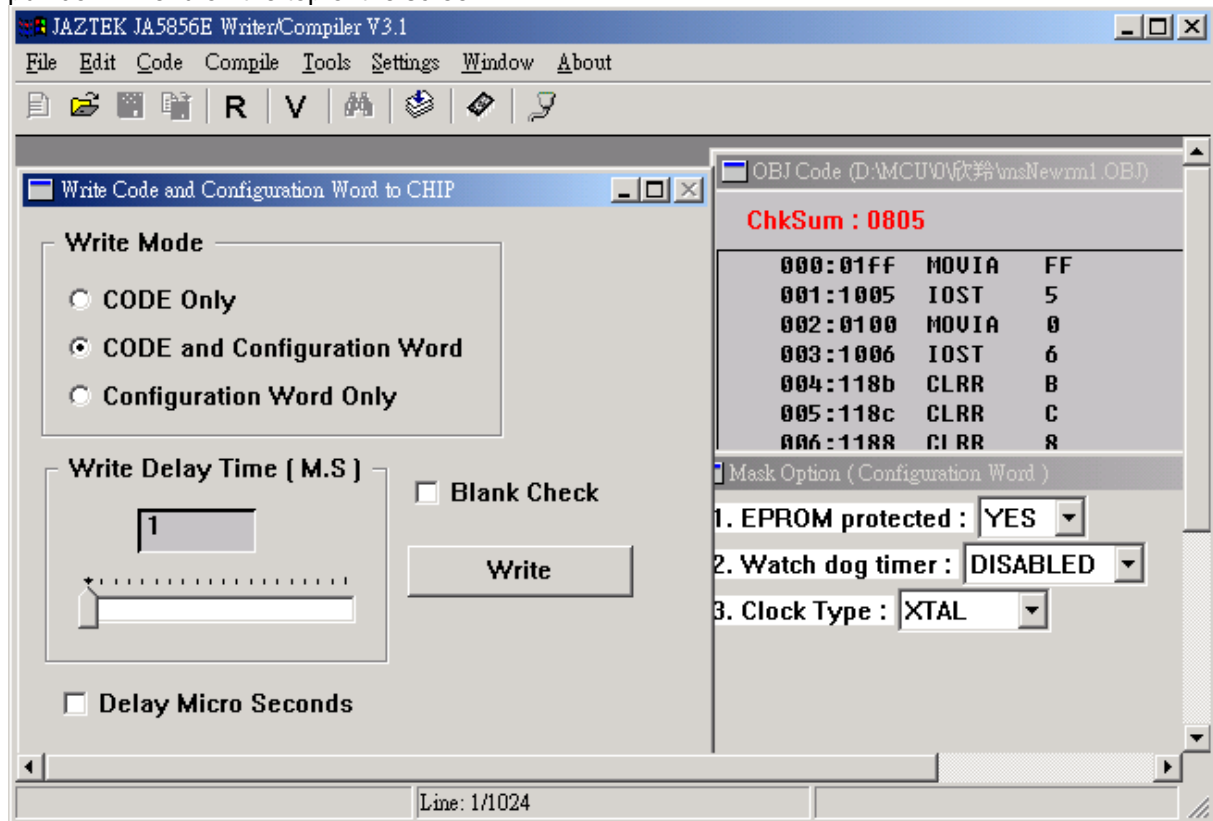 JAZTEK JA5856E Writer/Compiler V3.1
File Edit Code Compile Tools Settings Window About
R V
Write Code and Configuration Word to CHIP
Write Mode
CODE Only
CODE and Configuration Word
Configuration Word Only
Write Delay Time ( M.S )
1
Blank Check
Write
Delay Micro Seconds
OBJ Code (D:\MCU\0\欣羚\msNewrm1.OBJ)
ChkSum : 0805
000:01ff MOVIA FF
001:1005 IOST 5
002:0100 MOVIA 0
003:1006 IOST 6
004:118b CLRR B
005:118c CLRR C
006:1188 CLRR 8
Mask Option ( Configuration Word )
1. EPROM protected : YES
2. Watch dog timer : DISABLED
3. Clock Type : XTAL
Line: 1/1024